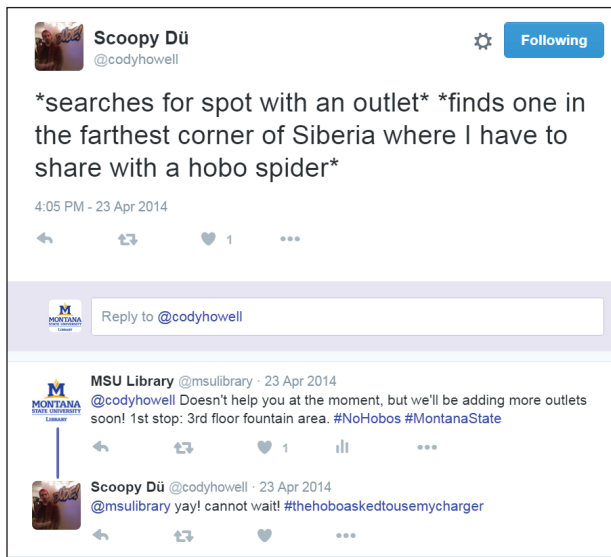 Scoopy Dü
@codyhowell
Following
*searches for spot with an outlet* *finds one in
the farthest corner of Siberia where I have to
share with a hobo spider*
4:05 PM - 23 Apr 2014
1
MONTANA
STATE UNIVERSITY
LIBRARY
Reply to @codyhowell
M
MONTANA
STATE UNIVERSITY
LIBRARY
MSU Library @msulibrary · 23 Apr 2014
@codyhowell Doesn't help you at the moment, but we'll be adding more outlets
soon! 1st stop: 3rd floor fountain area. #NoHobos #MontanaState
1
Scoopy Dü @codyhowell · 23 Apr 2014
@msulibrary yay! cannot wait! #thehoboaskedtousemycharger